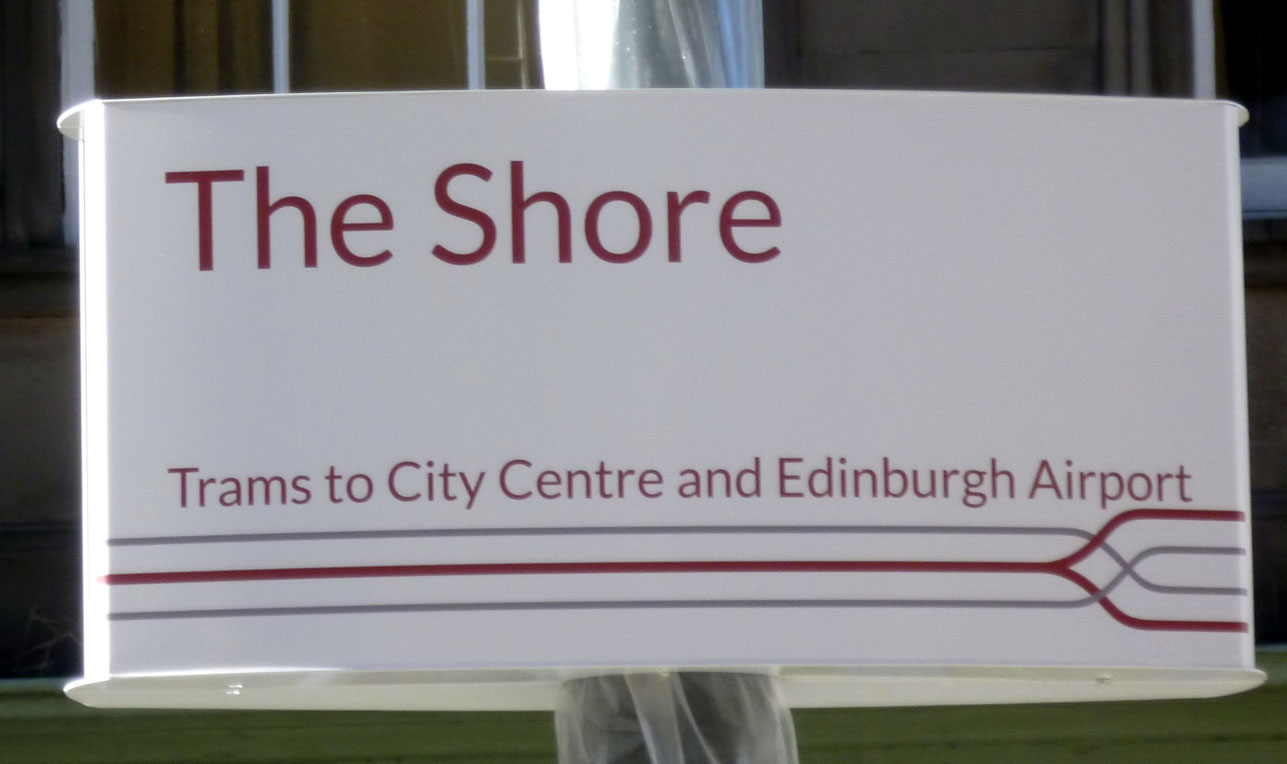 The Shore
Trams to City Centre and Edinburgh Airport